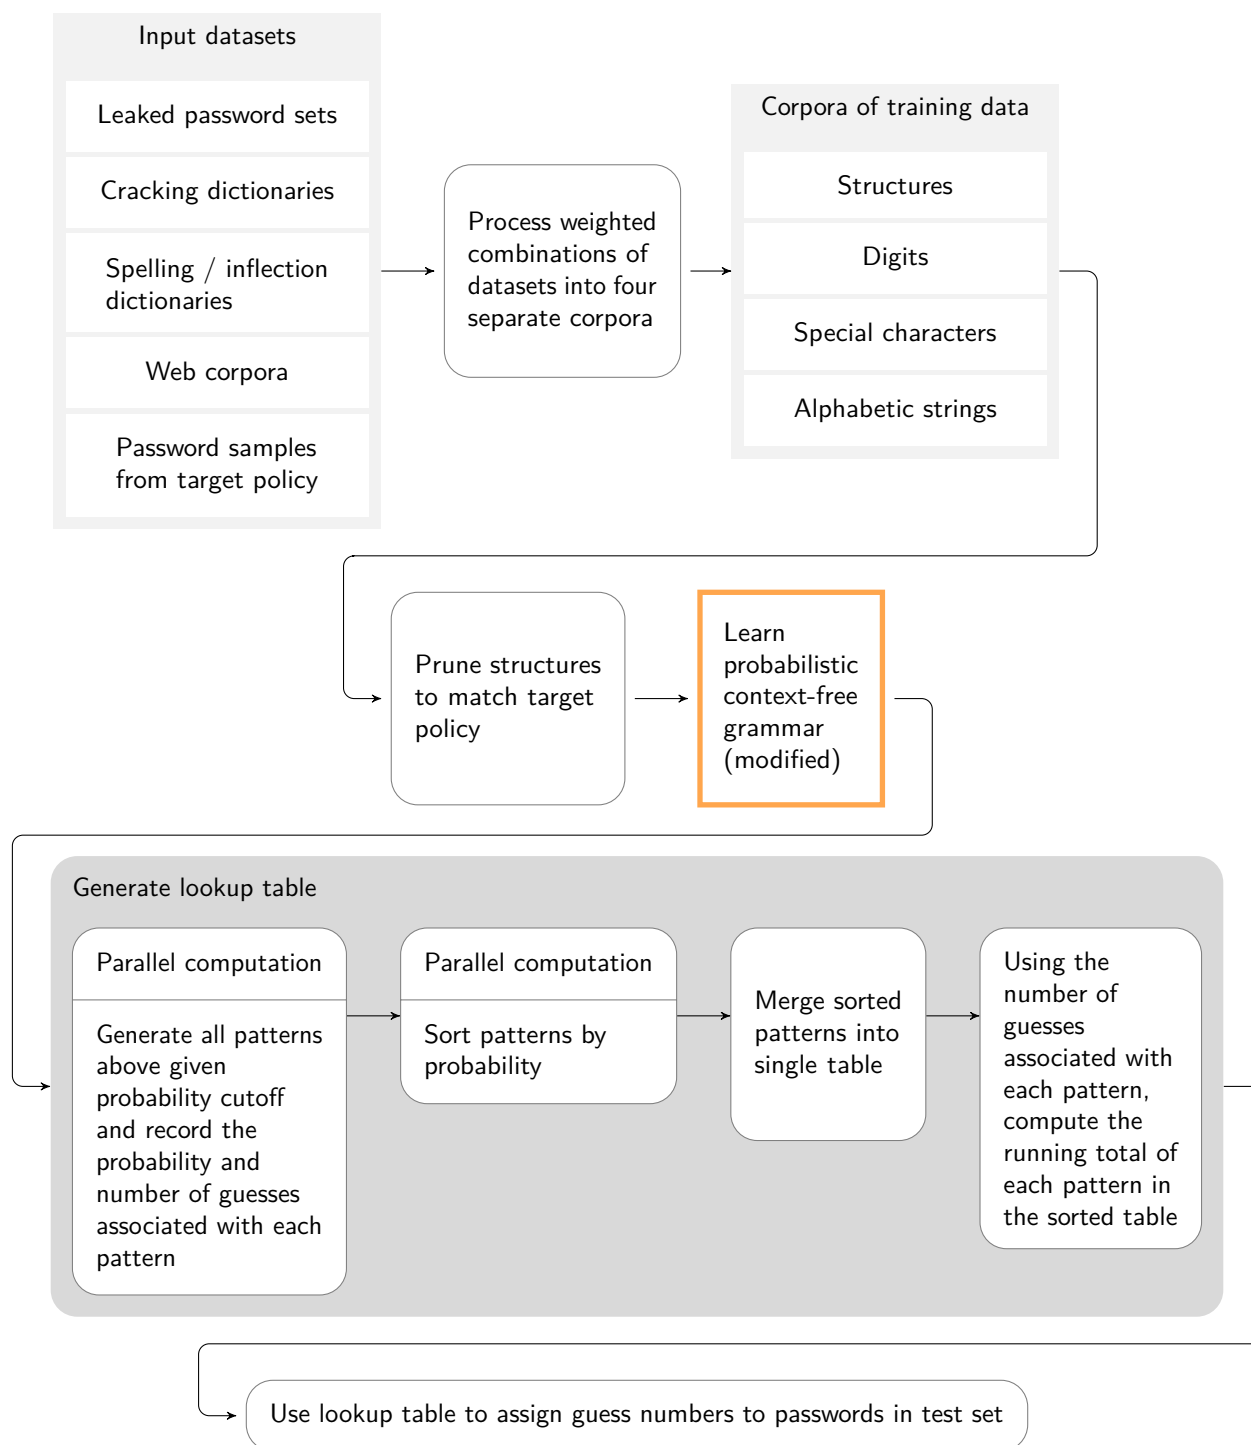 Input datasets
Leaked password sets
Cracking dictionaries
Spelling / inflection
dictionaries
Web corpora
Password samples
from target policy
Process weighted
combinations of
datasets into four
separate corpora
Corpora of training data
Structures
Digits
Special characters
Alphabetic strings
Prune structures
to match target
policy
Learn
probabilistic
context-free
grammar
(modified)
Generate lookup table
Parallel computation
Generate all patterns
above given
probability cutoff
and record the
probability and
number of guesses
associated with each
pattern
Parallel computation
Sort patterns by
probability
Merge sorted
patterns into
single table
Using the
number of
guesses
associated with
each pattern,
compute the
running total of
each pattern in
the sorted table
Use lookup table to assign guess numbers to passwords in test set